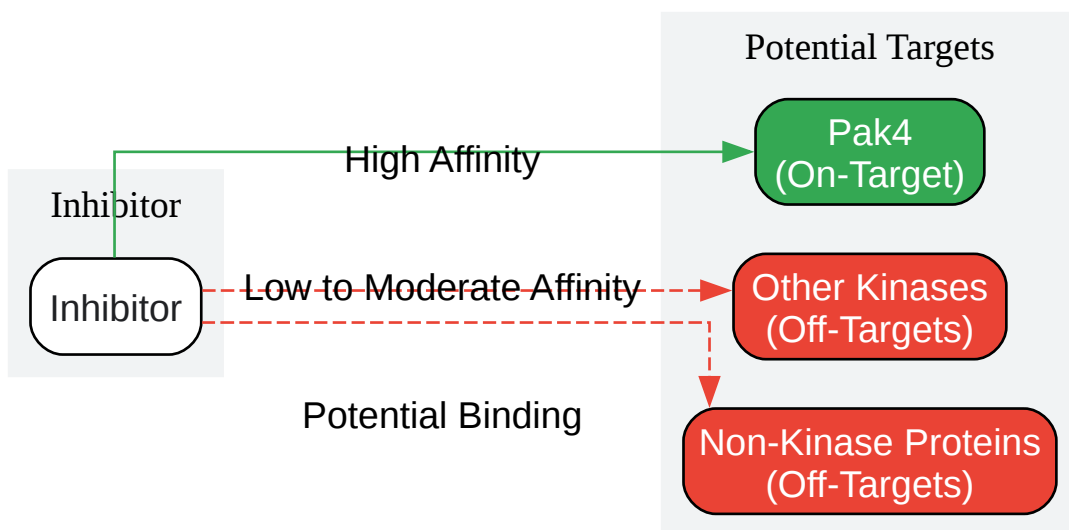 Potential Targets
Pak4
(On-Target)
High Affinity
Inhibitor
Inhibitor
Low to Moderate Affinity
Other Kinases
(Off-Targets)
Potential Binding
Non-Kinase Proteins
(Off-Targets)